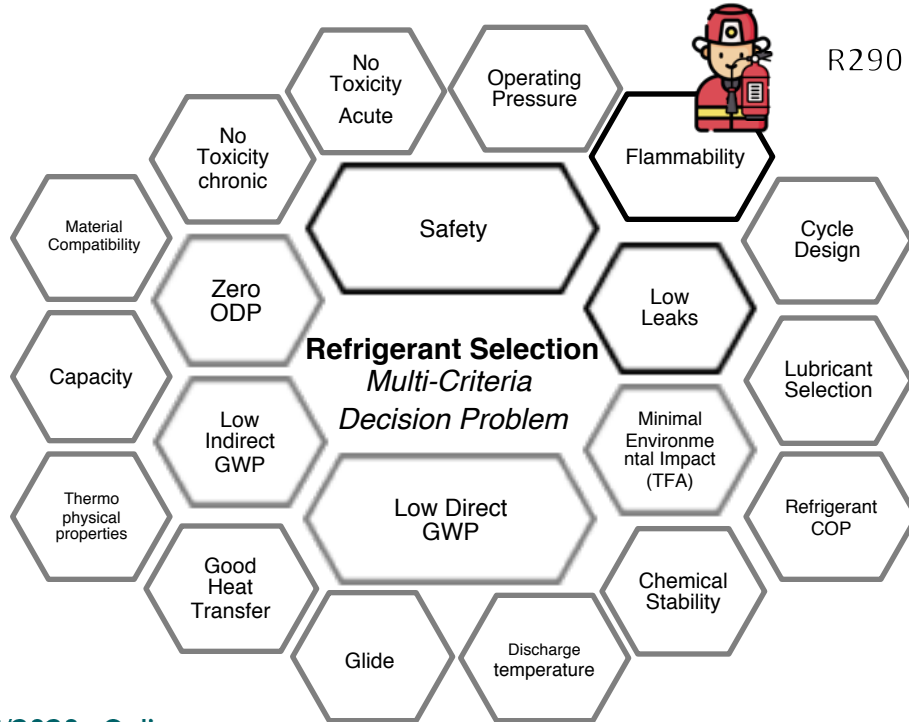 R290
No
Toxicity
Acute
Operating
Pressure
No
Toxicity
chronic
Flammability
Material
Compatibility
Safety
Cycle
Design
Zero
ODP
Low
Leaks
Refrigerant Selection
Multi-Criteria
Decision Problem
Capacity
Lubricant
Selection
Low
Indirect
GWP
Minimal
Environme
ntal Impact
(TFA)
Thermo
physical
properties
Low Direct
GWP
Refrigerant
COP
Good
Heat
Transfer
Chemical
Stability
Glide
Discharge
temperature